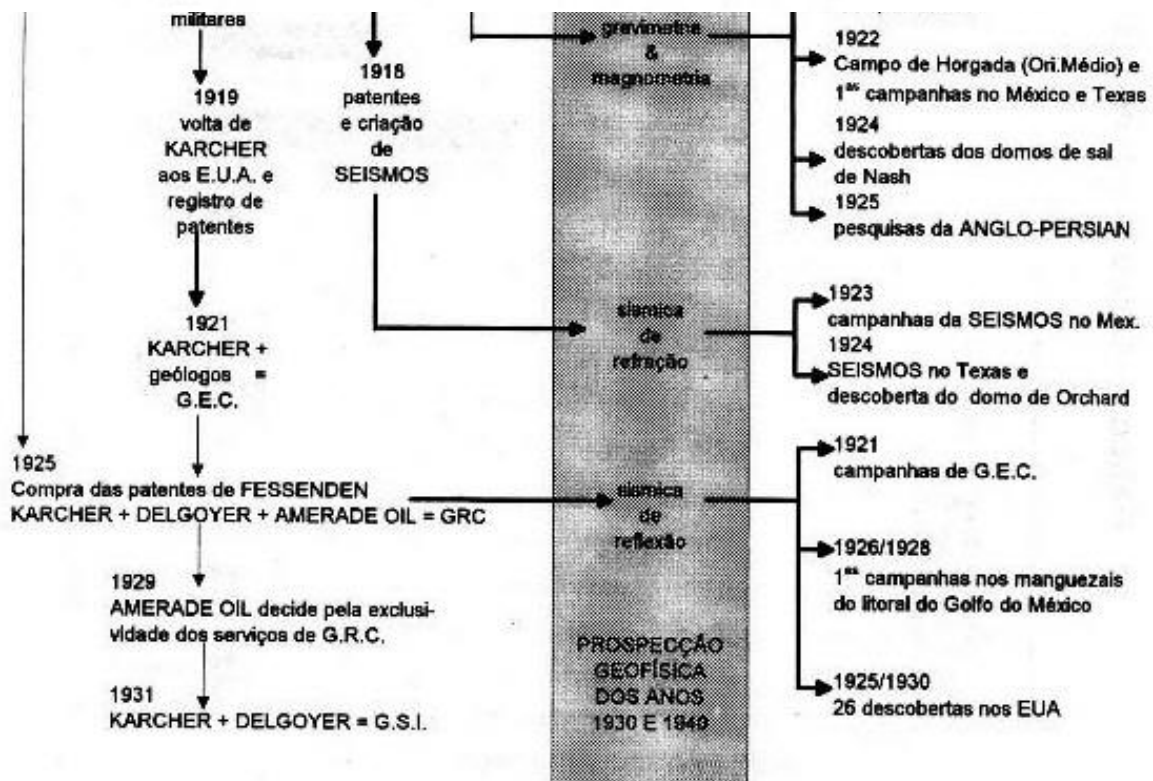 militares
1919
volta de
KARCHER
aos E.U.A. e
registro de
patentes
1921
KARCHER +
geólogos =
G.E.C.
1925
Compra das patentes de FESSENDEN
KARCHER + DELGOYER + AMERADE OIL = GRC
1929
AMERADE OIL decide pela exclusi-
vidade dos serviços de G.R.C.
1931
KARCHER + DELGOYER = G.S.I.
1918
patentes
e criação
de
SEISMOS
gravimetria
&
magnometria
sísmica
de
refração
sísmica
de
reflexão
PROSPECÇÃO
GEOFÍSICA
DOS ANOS
1930 E 1940
1922
Campo de Horgada (Ori.Médio) e
1ªˢ campanhas no México e Texas
1924
descobertas dos domos de sal
de Nash
1925
pesquisas da ANGLO-PERSIAN
1923
campanhas da SEISMOS no Mex.
1924
SEISMOS no Texas e
descoberta do domo de Orchard
1921
campanhas de G.E.C.
1926/1928
1ªˢ campanhas nos manguezais
do litoral do Golfo do México
1925/1930
26 descobertas nos EUA